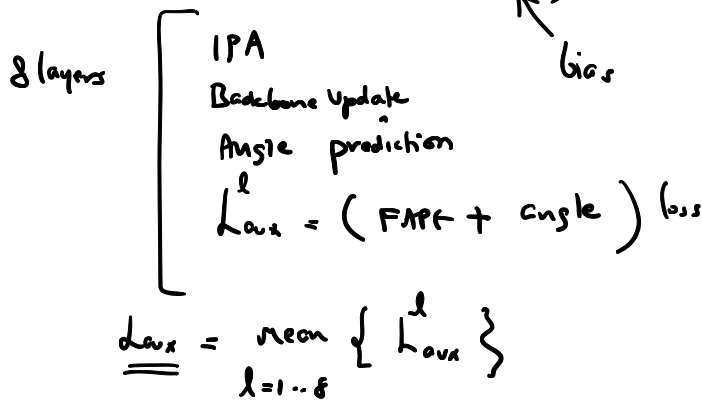 bias
8 layers
IPA
Backbone Update
Angle prediction
L^l_aux = ( FAPE + angle ) loss
L_aux = mean { L^l_aux }
l=1..8